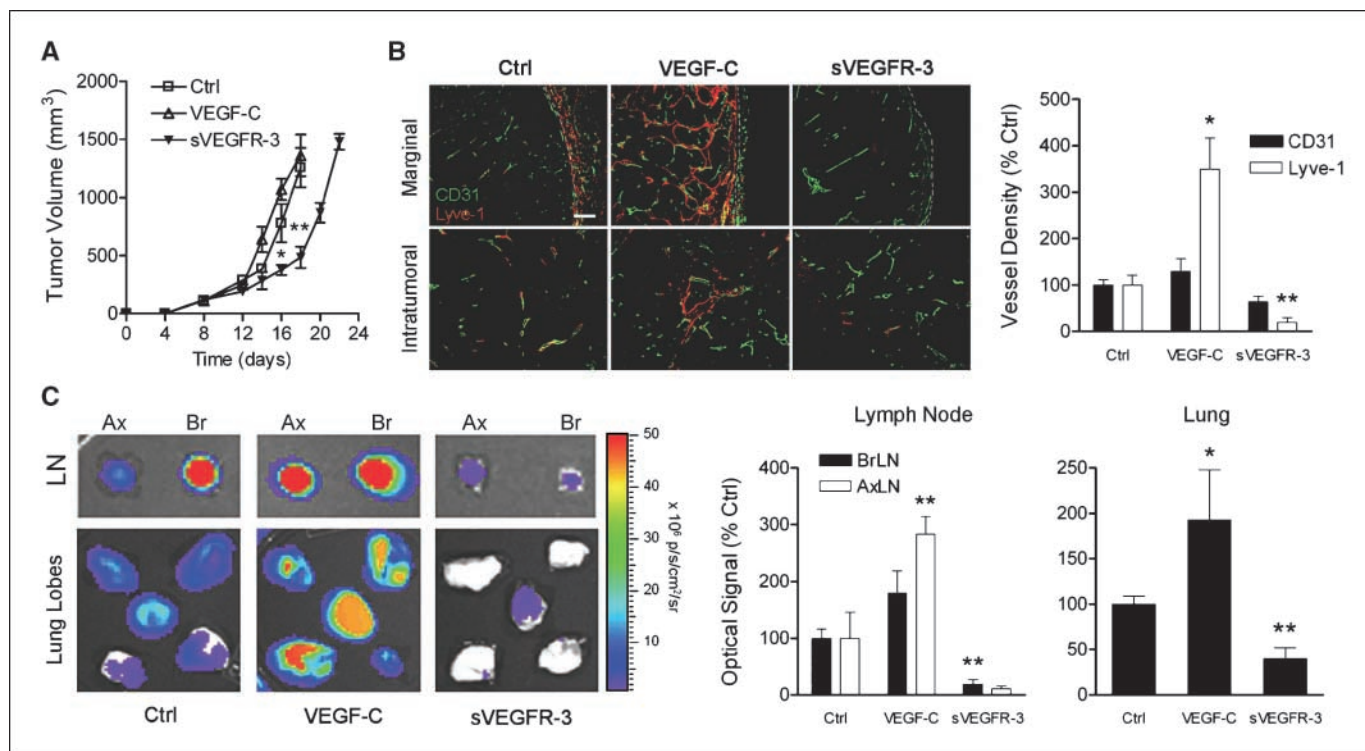 A
Tumor Volume (mm³)
2000
1500
1000
500
0
Ctrl
VEGF-C
sVEGFR-3
*
**
0 4 8 12 16 20 24
Time (days)
B
Ctrl VEGF-C sVEGFR-3
Marginal
CD31
Lyve-1
Intratumoral
Vessel Density (% Ctrl)
500
400
300
200
100
0
*
**
CD31
Lyve-1
Ctrl VEGF-C sVEGFR-3
C
Ax Br Ax Br Ax Br
LN
Lung Lobes
50
40
30
20
10
x 10⁶ p/s/cm²/sr
Ctrl VEGF-C sVEGFR-3
Lymph Node
Optical Signal (% Ctrl)
400
300
200
100
0
BrLN
AxLN
**
**
Ctrl VEGF-C sVEGFR-3
Lung
250
200
150
100
50
0
*
**
Ctrl VEGF-C sVEGFR-3